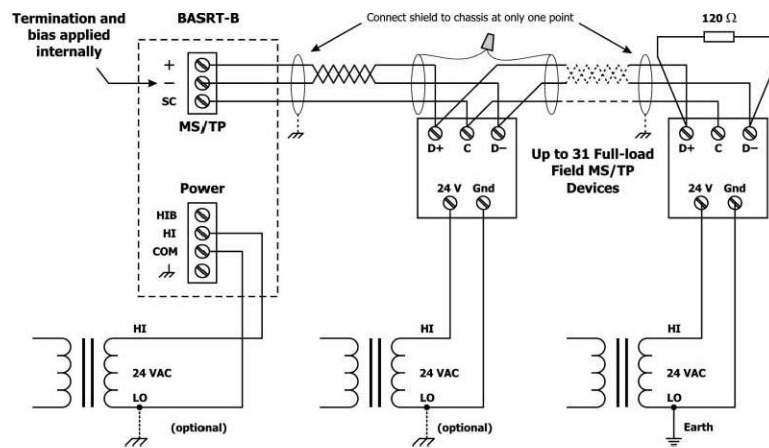 Termination and
bias applied
internally
BASRT-B
Connect shield to chassis at only one point
120 Ω
+
−
SC
MS/TP
D+
C
D−
Up to 31 Full-load
Field MS/TP
Devices
D+
C
D−
24 V
Gnd
24 V
Gnd
Power
HIB
HI
COM
HI
24 VAC
LO
(optional)
HI
24 VAC
LO
(optional)
HI
24 VAC
LO
Earth